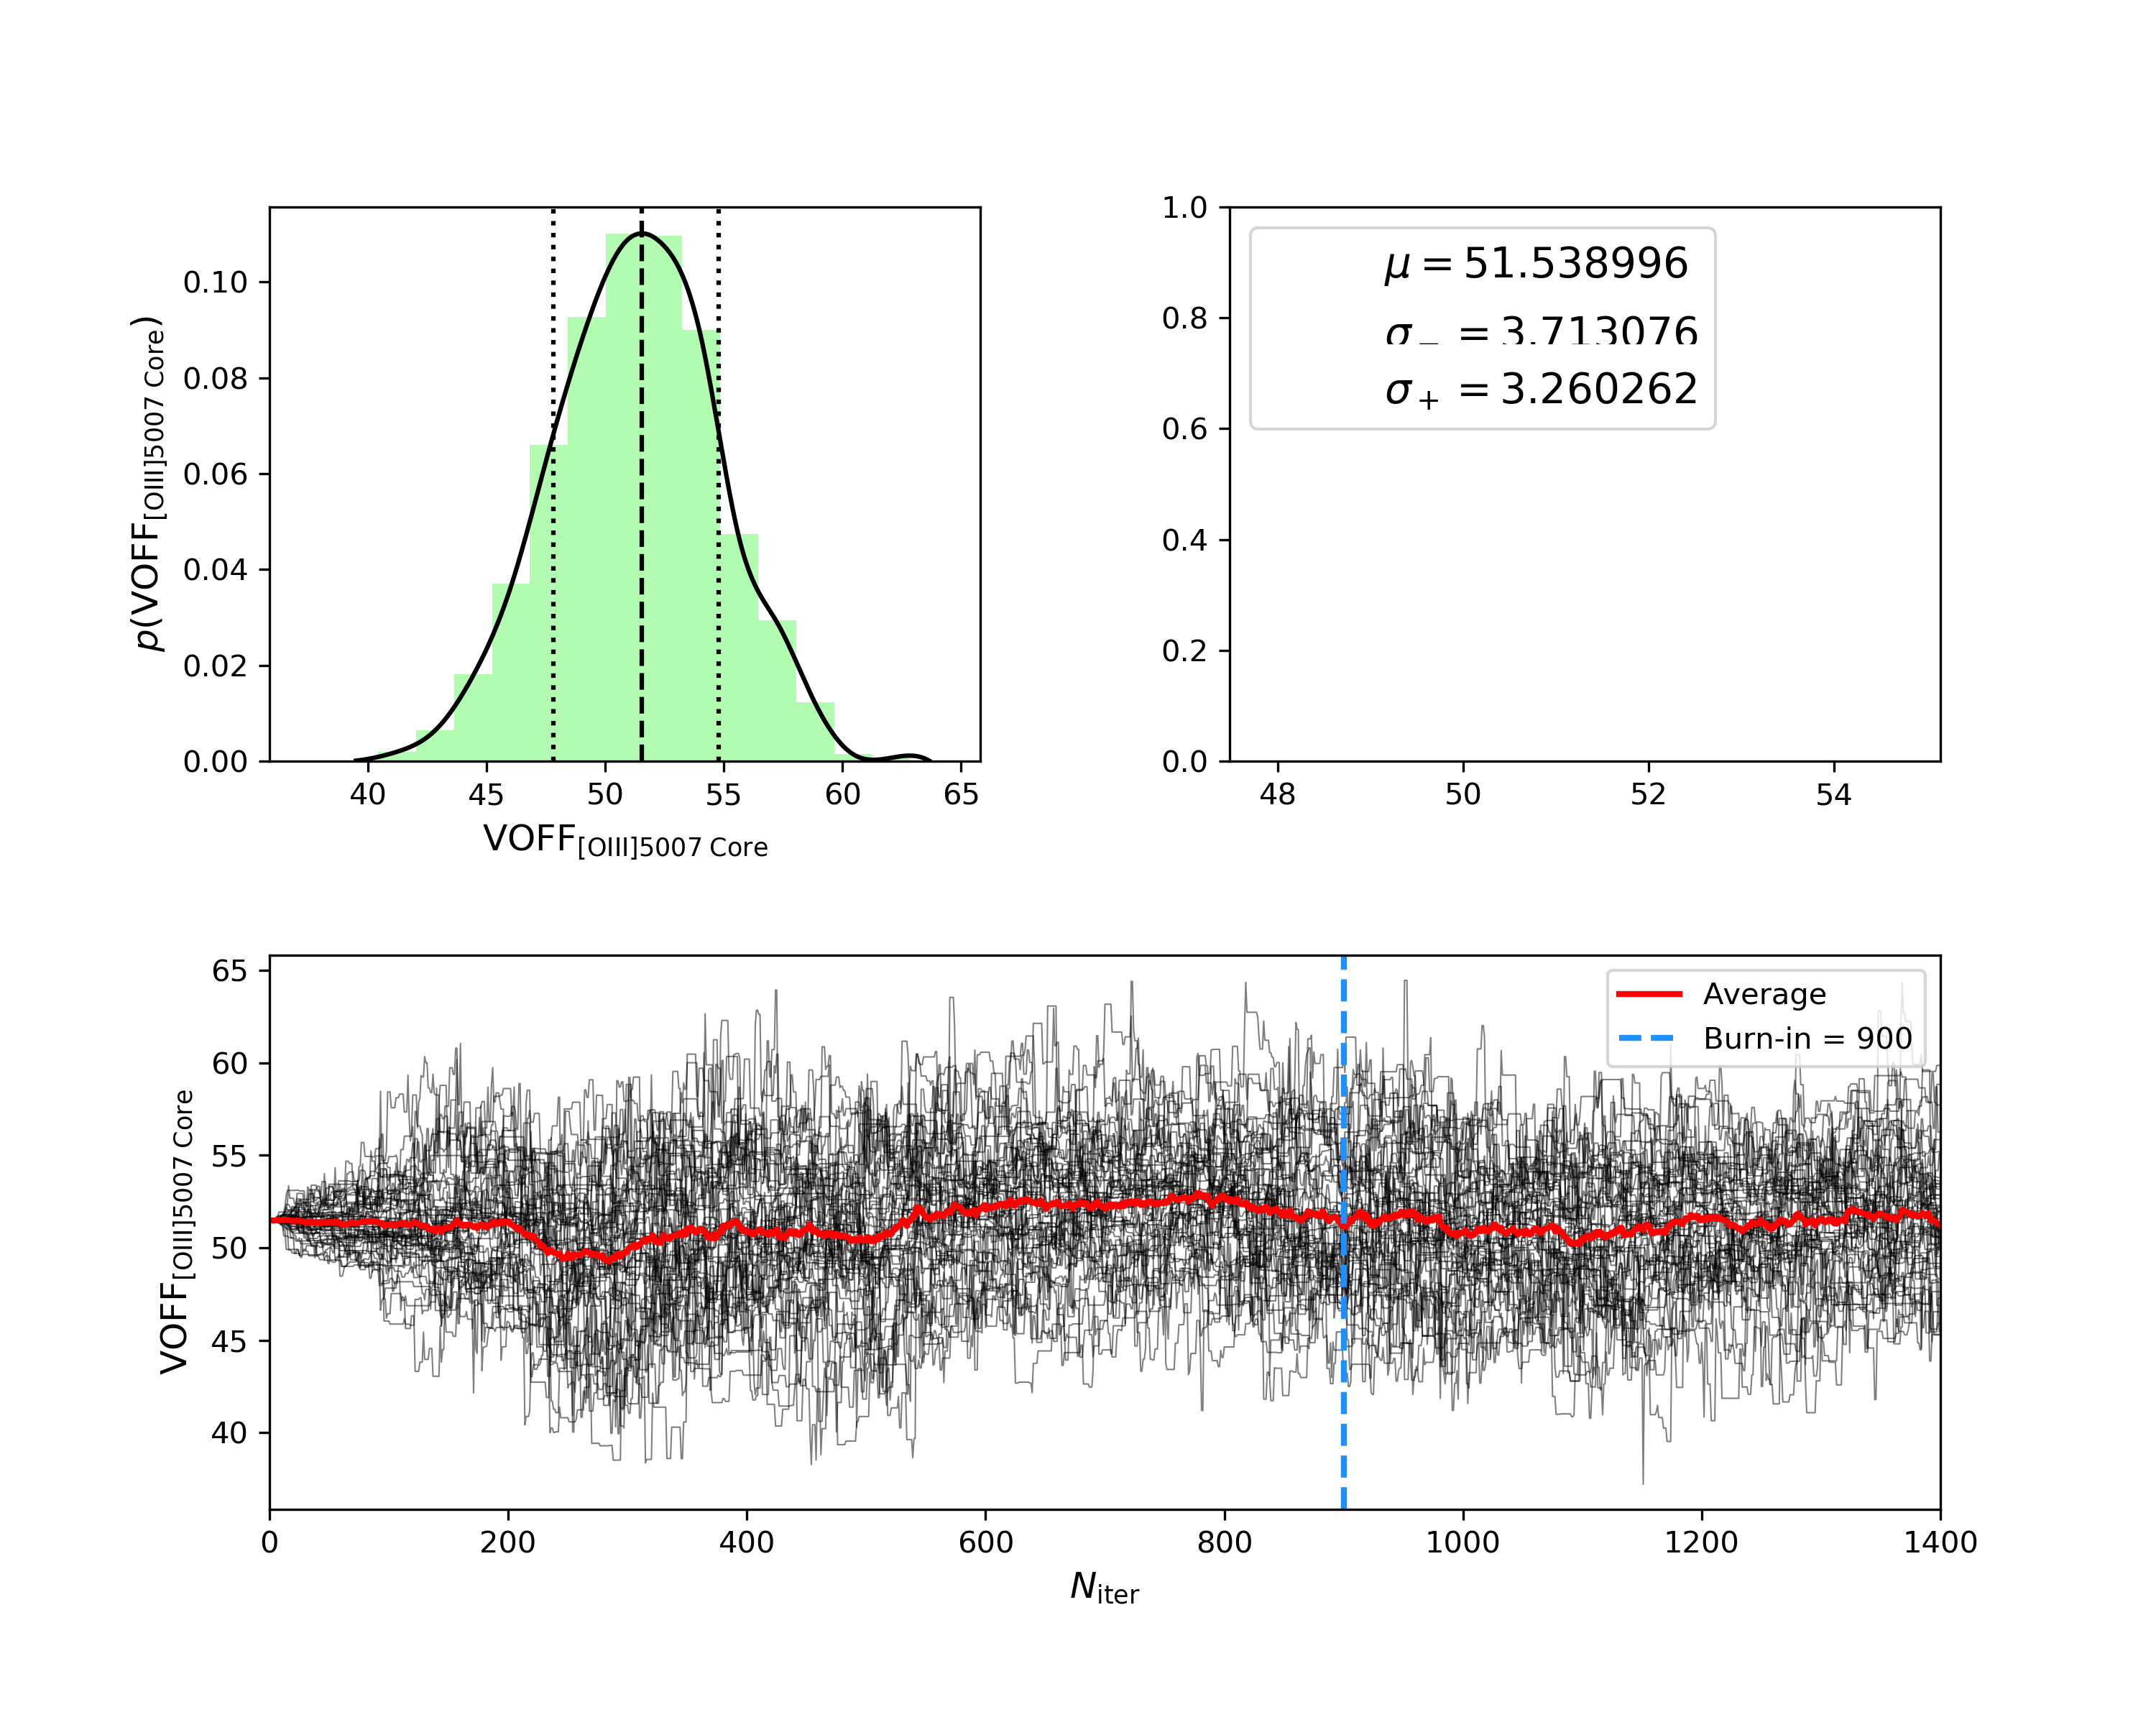 0.10
0.08
0.06
0.04
0.02
0.00
p(VOFF[OIII]5007 Core)
40 45 50 55 60 65
VOFF[OIII]5007 Core
1.0
0.8
0.6
0.4
0.2
0.0
μ = 51.538996
σ− = 3.713076
σ+ = 3.260262
48 50 52 54
65
60
55
50
45
40
VOFF[OIII]5007 Core
Average
Burn-in = 900
0 200 400 600 800 1000 1200 1400
Niter